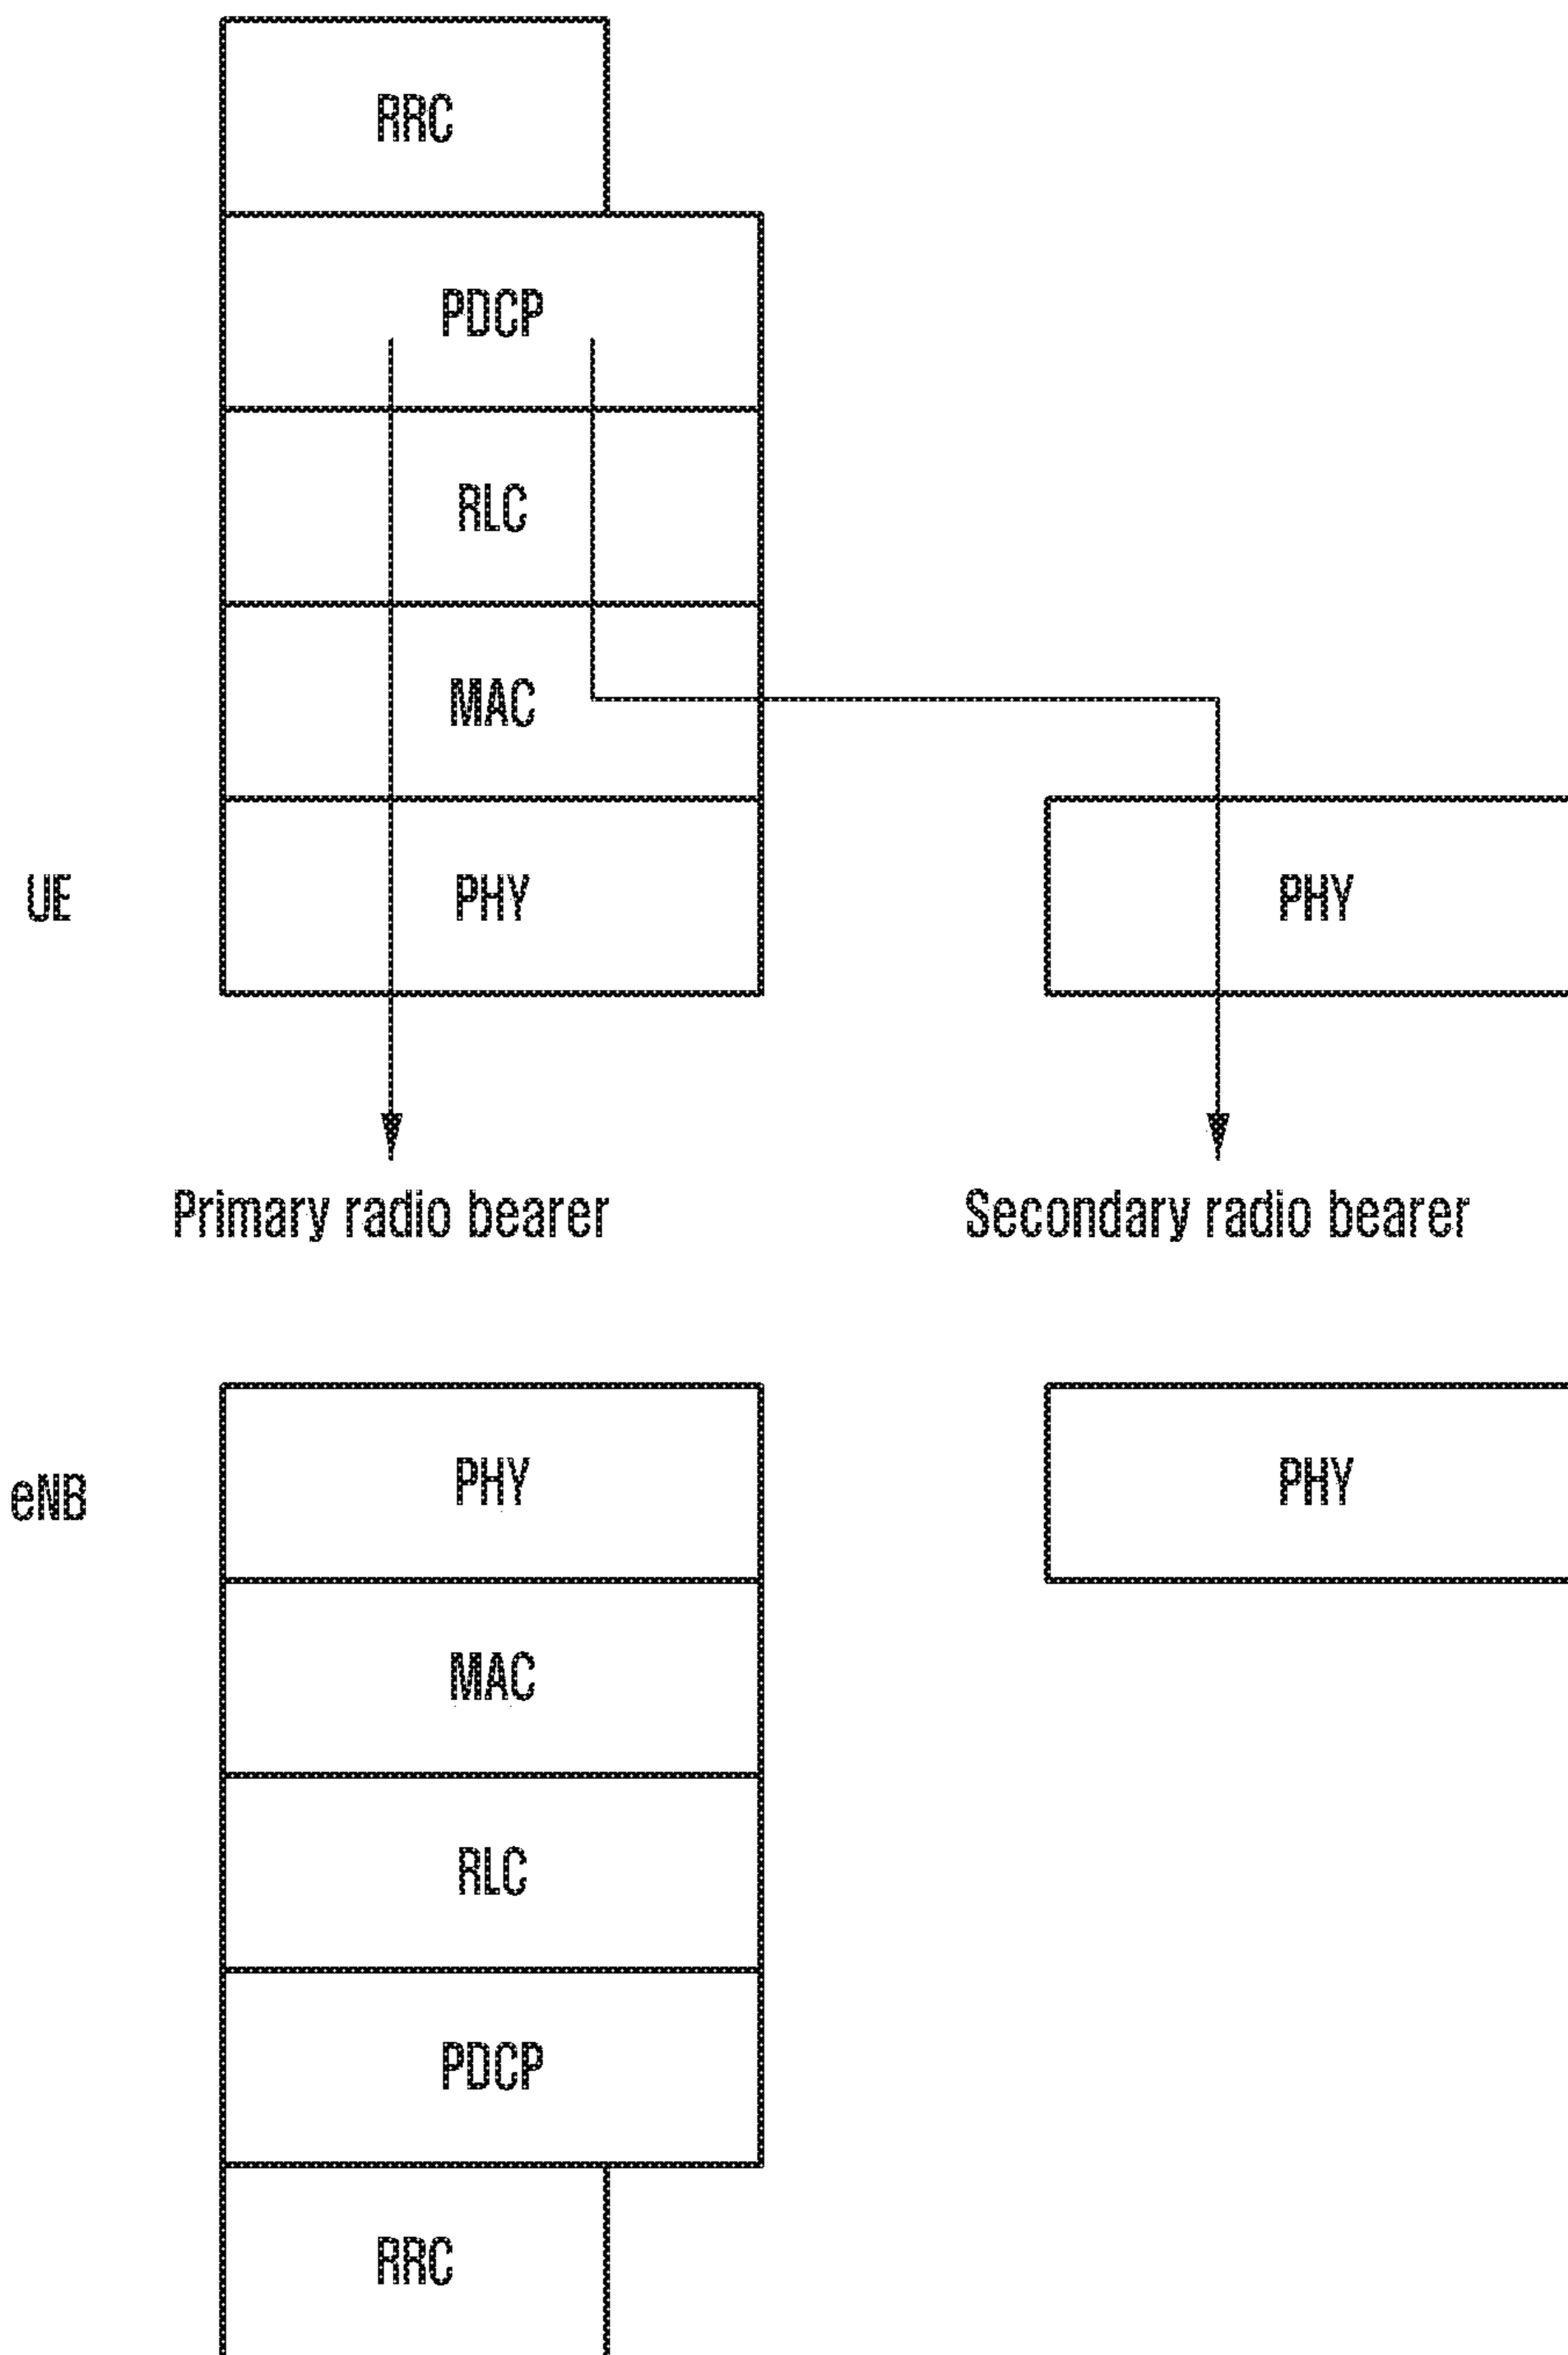 RRC
PDCP
RLC
MAC
UE
PHY
PHY
Primary radio bearer
Secondary radio bearer
eNB
PHY
PHY
MAC
RLC
PDCP
RRC